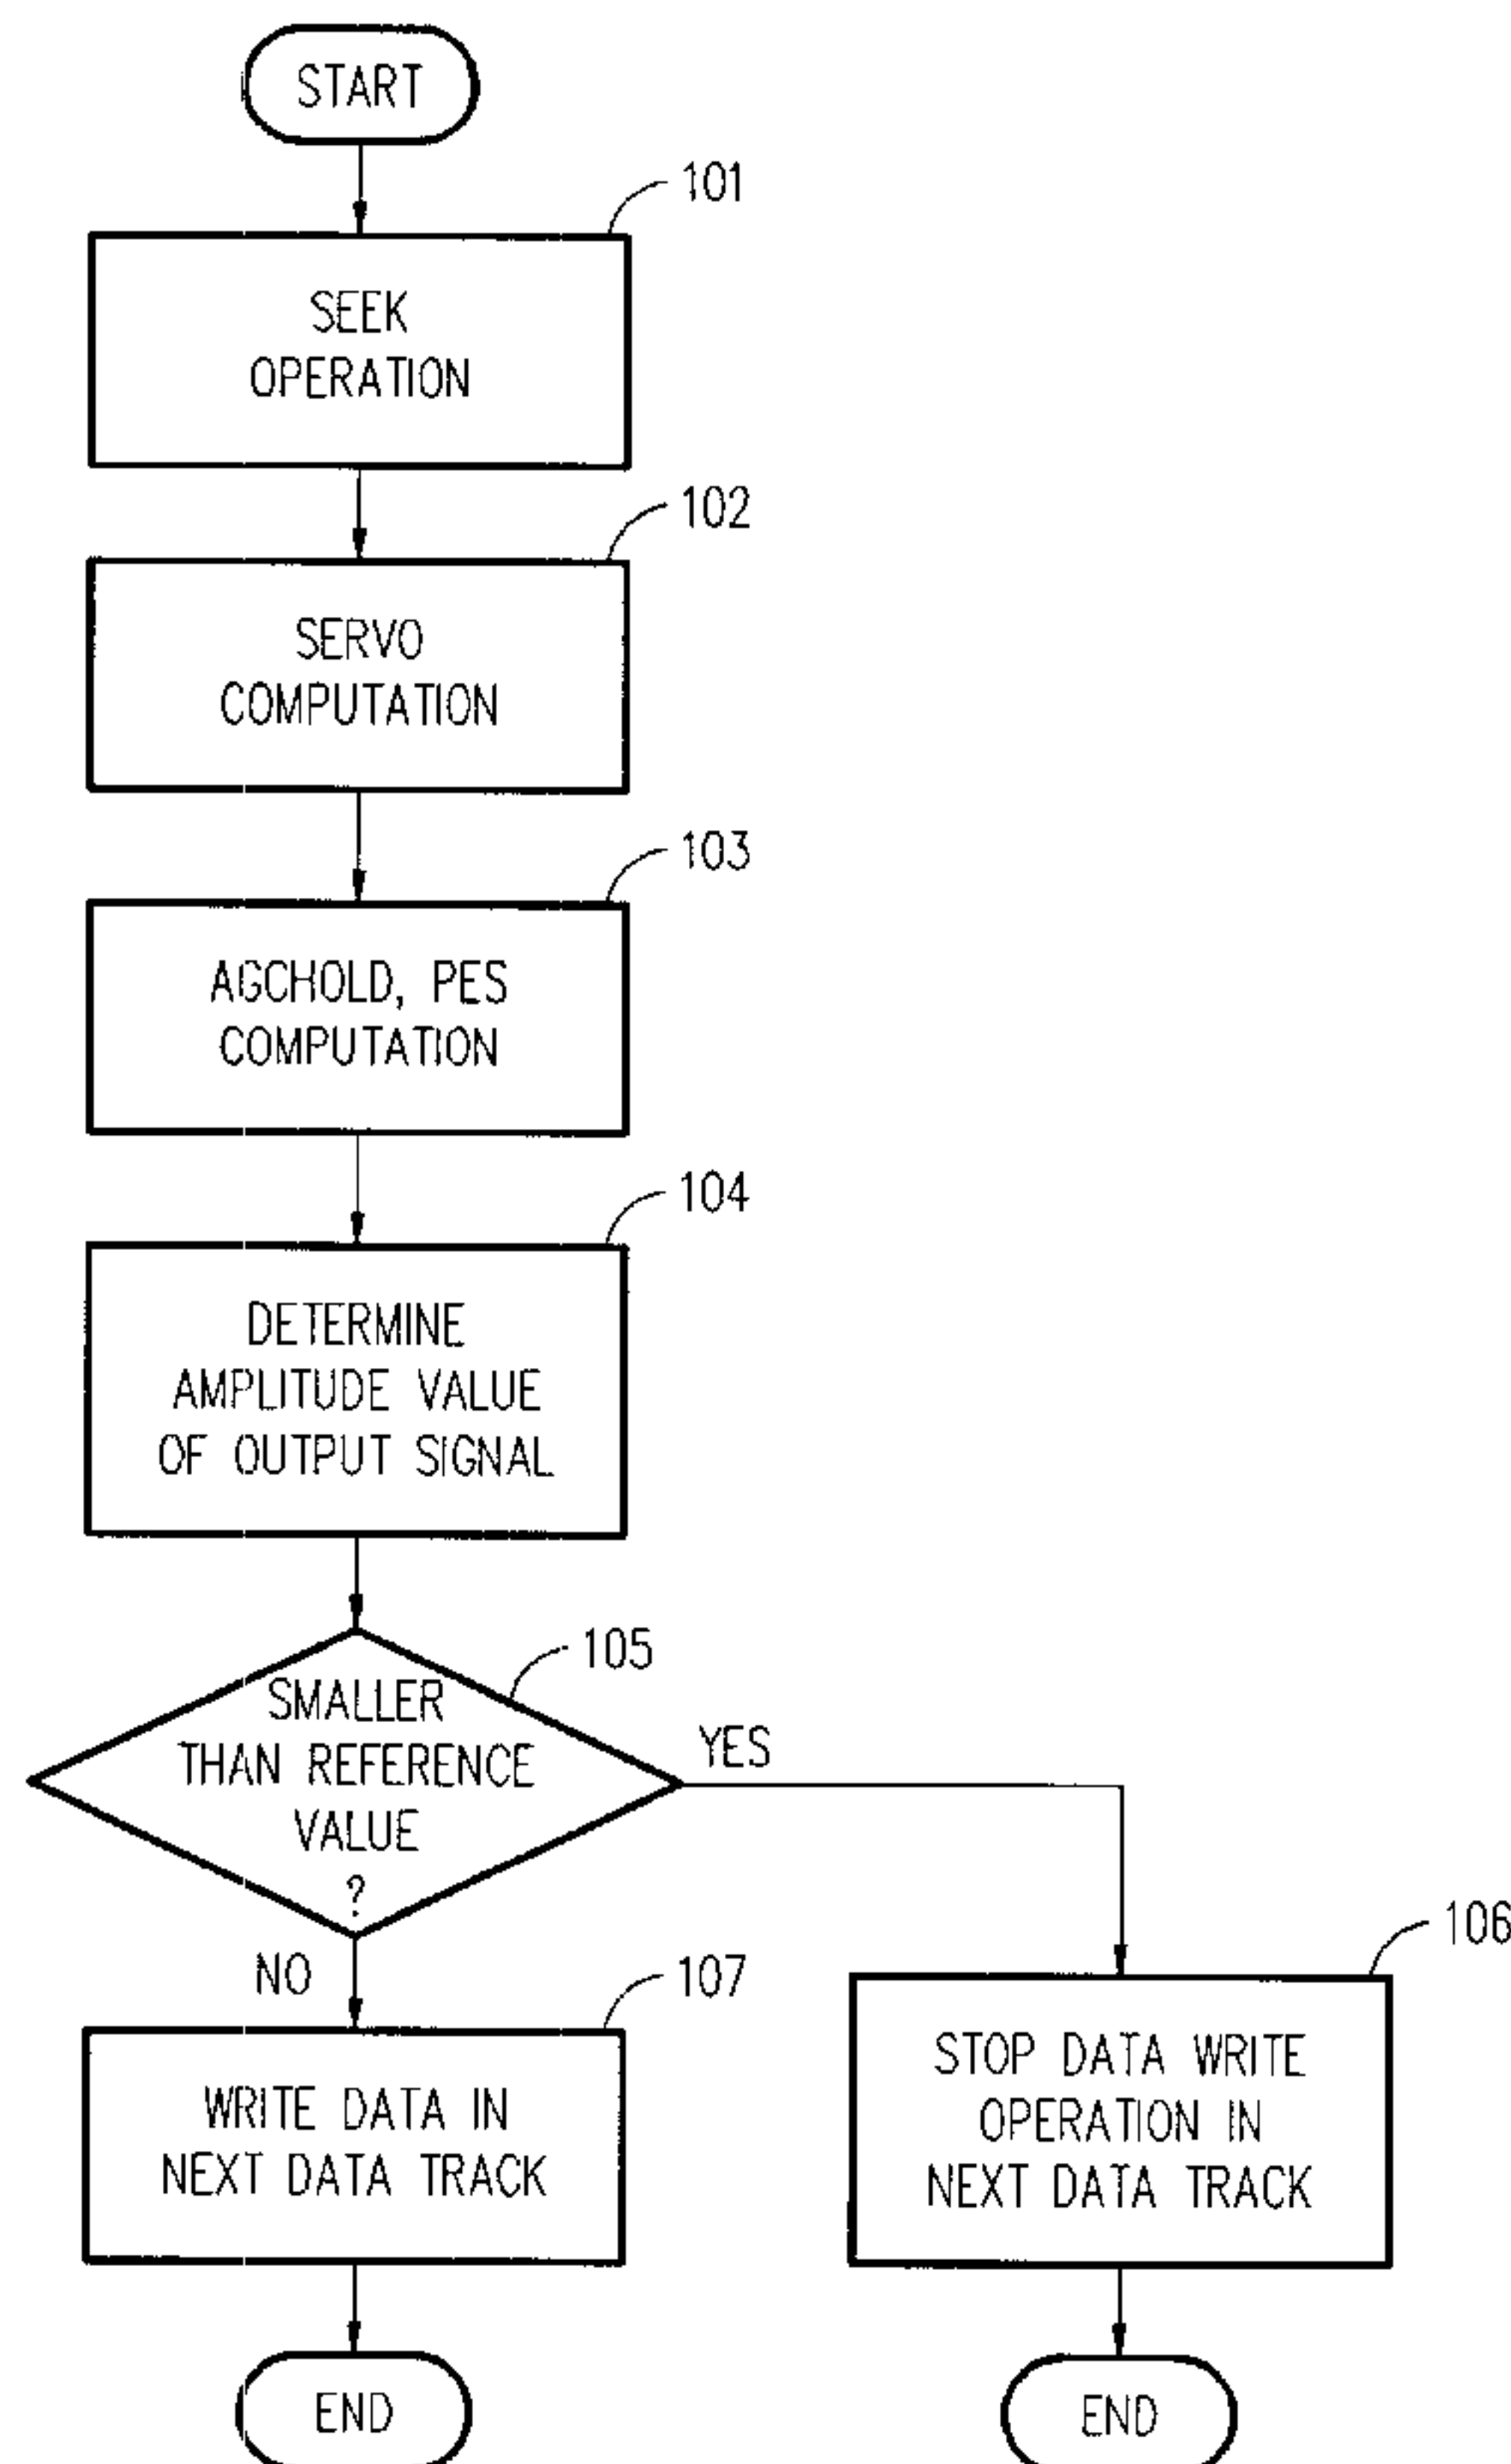 START
101
SEEK
OPERATION
102
SERVO
COMPUTATION
103
AGCHOLD, PES
COMPUTATION
104
DETERMINE
AMPLITUDE VALUE
OF OUTPUT SIGNAL
105
SMALLER
THAN REFERENCE
VALUE
?
YES
NO
106
STOP DATA WRITE
OPERATION IN
NEXT DATA TRACK
107
WRITE DATA IN
NEXT DATA TRACK
END
END